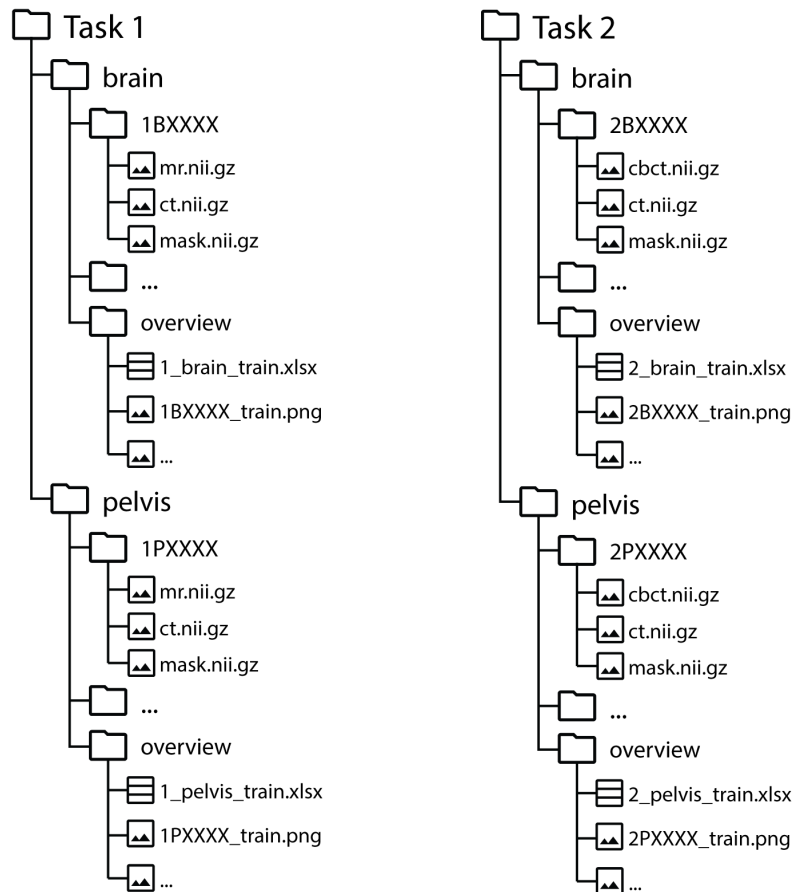 Task 1
brain
1BXXXX
mr.nii.gz
ct.nii.gz
mask.nii.gz
...
overview
1_brain_train.xlsx
1BXXXX_train.png
...
pelvis
1PXXXX
mr.nii.gz
ct.nii.gz
mask.nii.gz
...
overview
1_pelvis_train.xlsx
1PXXXX_train.png
...
Task 2
brain
2BXXXX
cbct.nii.gz
ct.nii.gz
mask.nii.gz
...
overview
2_brain_train.xlsx
2BXXXX_train.png
...
pelvis
2PXXXX
cbct.nii.gz
ct.nii.gz
mask.nii.gz
...
overview
2_pelvis_train.xlsx
2PXXXX_train.png
...